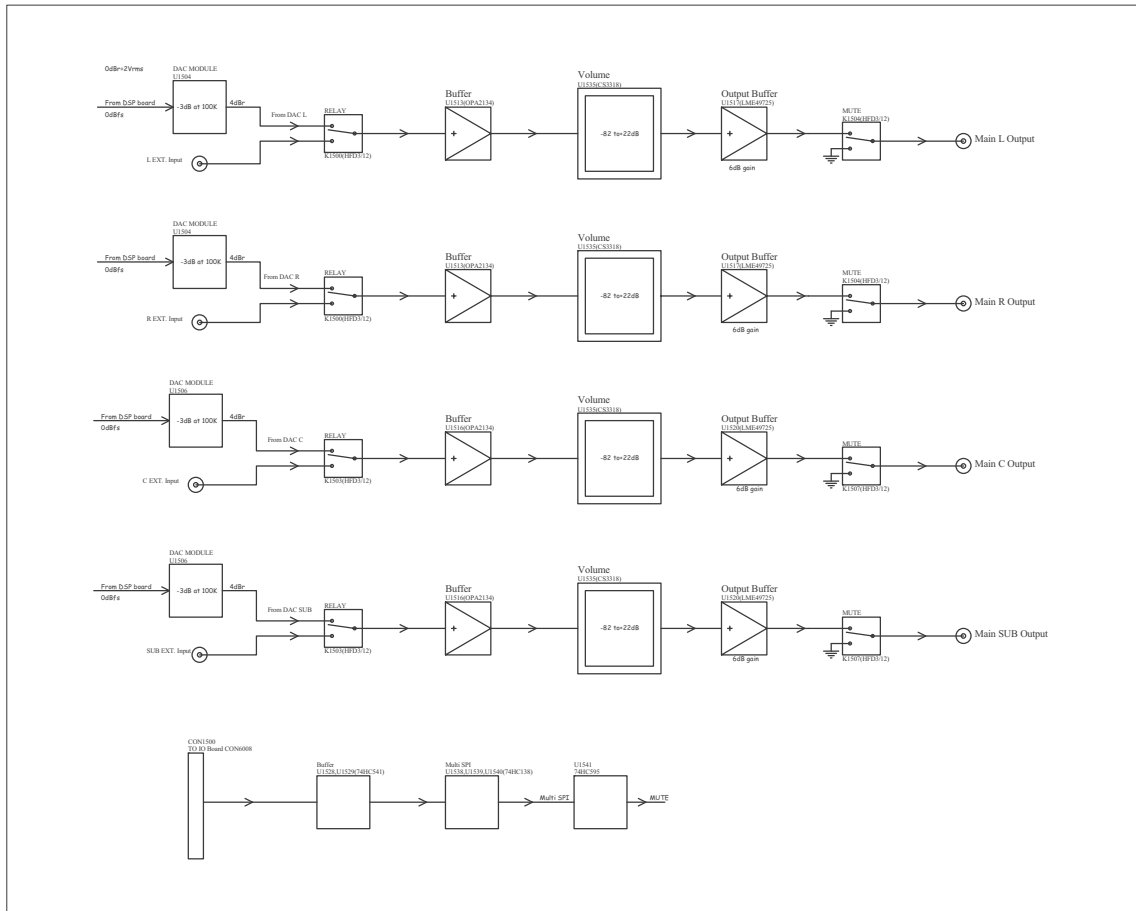 0dBr=2Vrms
DAC MODULE
U1504
From DSP board
0dBfs
-3dB at 100K
4dBr
From DAC L
RELAY
K1500(HFD3/12)
L EXT. Input
Buffer
U1513(OPA2134)
+
Volume
U1535(CS3318)
-82 to+22dB
Output Buffer
U1517(LME49725)
+
6dB gain
MUTE
K1504(HFD3/12)
Main L Output
DAC MODULE
U1504
From DSP board
0dBfs
-3dB at 100K
4dBr
From DAC R
RELAY
K1500(HFD3/12)
R EXT. Input
Buffer
U1513(OPA2134)
+
Volume
U1535(CS3318)
-82 to+22dB
Output Buffer
U1517(LME49725)
+
6dB gain
MUTE
K1504(HFD3/12)
Main R Output
DAC MODULE
U1506
From DSP board
0dBfs
-3dB at 100K
4dBr
From DAC C
RELAY
K1503(HFD3/12)
C EXT. Input
Buffer
U1516(OPA2134)
+
Volume
U1535(CS3318)
-82 to+22dB
Output Buffer
U1520(LME49725)
+
6dB gain
MUTE
K1507(HFD3/12)
Main C Output
DAC MODULE
U1506
From DSP board
0dBfs
-3dB at 100K
4dBr
From DAC SUB
RELAY
K1503(HFD3/12)
SUB EXT. Input
Buffer
U1516(OPA2134)
+
Volume
U1535(CS3318)
-82 to+22dB
Output Buffer
U1520(LME49725)
+
6dB gain
MUTE
K1507(HFD3/12)
Main SUB Output
CON1500
TO IO Board CON6008
Buffer
U1528,U1529(74HC541)
Multi SPI
U1538,U1539,U1540(74HC138)
Multi SPI
U1541
74HC595
MUTE